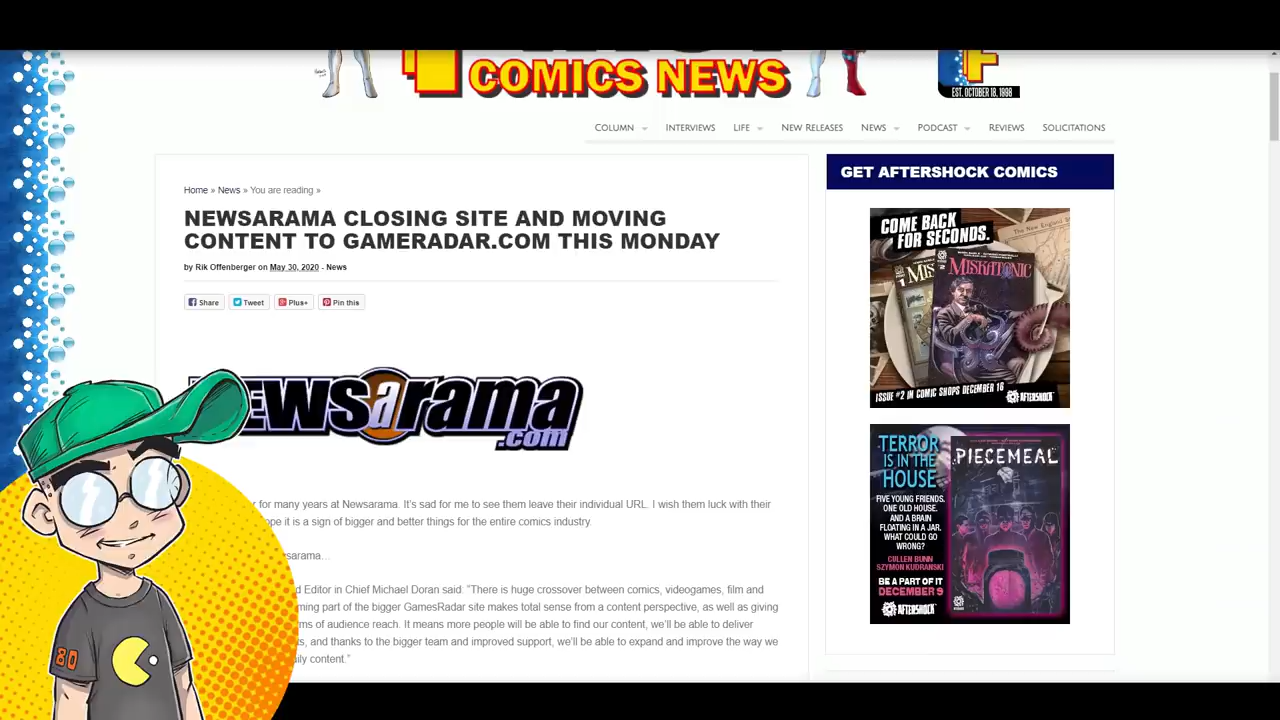 COMICS NEWS
F
EST. OCTOBER 18, 1998
COLUMN INTERVIEWS LIFE NEW RELEASES NEWS PODCAST REVIEWS SOLICITATIONS
Home » News » You are reading »
NEWSARAMA CLOSING SITE AND MOVING
CONTENT TO GAMERADAR.COM THIS MONDAY
by Rik Offenberger on May 30, 2020 - News
Share Tweet Plus+ Pin this
ewsarama
.com
r for many years at Newsarama. It's sad for me to see them leave their individual URL. I wish them luck with their
ope it is a sign of bigger and better things for the entire comics industry.
sarama…
d Editor in Chief Michael Doran said: "There is huge crossover between comics, videogames, film and
ming part of the bigger GamesRadar site makes total sense from a content perspective, as well as giving
ms of audience reach. It means more people will be able to find our content, we'll be able to deliver
s, and thanks to the bigger team and improved support, we'll be able to expand and improve the way we
aily content."
GET AFTERSHOCK COMICS
COME BACK
FOR SECONDS.
The New England
MISKATONIC
ISSUE #2 IN COMIC SHOPS DECEMBER 16
AFTERSHOCK
TERROR
IS IN THE
HOUSE
FIVE YOUNG FRIENDS.
ONE OLD HOUSE.
AND A BRAIN
FLOATING IN A JAR.
WHAT COULD GO
WRONG?
CULLEN BUNN
SZYMON KUDRANSKI
BE A PART OF IT
DECEMBER 9
AFTERSHOCK
PIECEMEAL
80